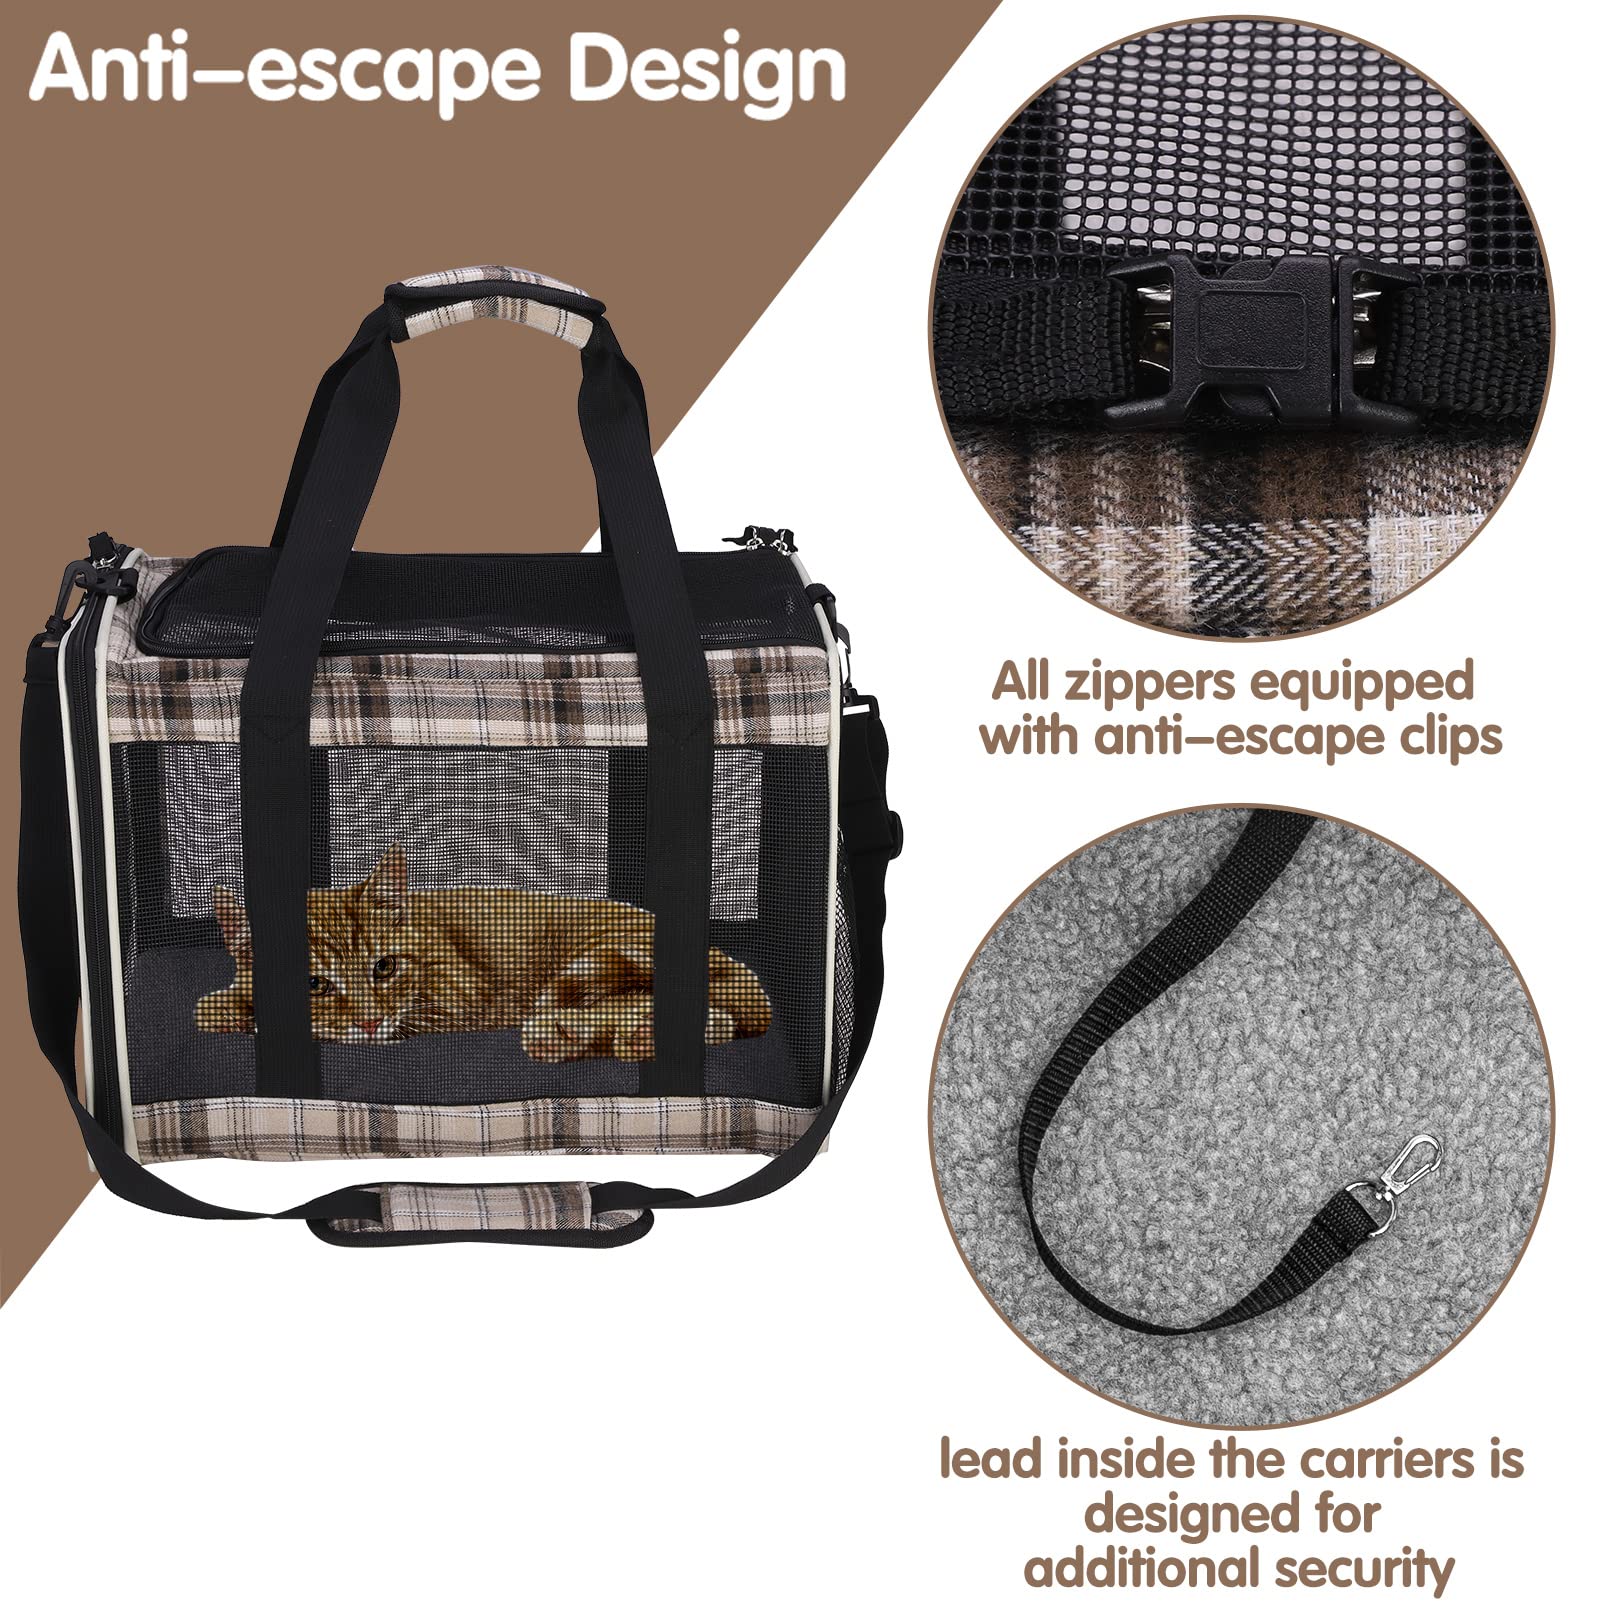 Anti-escape Design
All zippers equipped
with anti-escape clips
lead inside the carriers is
designed for
additional security